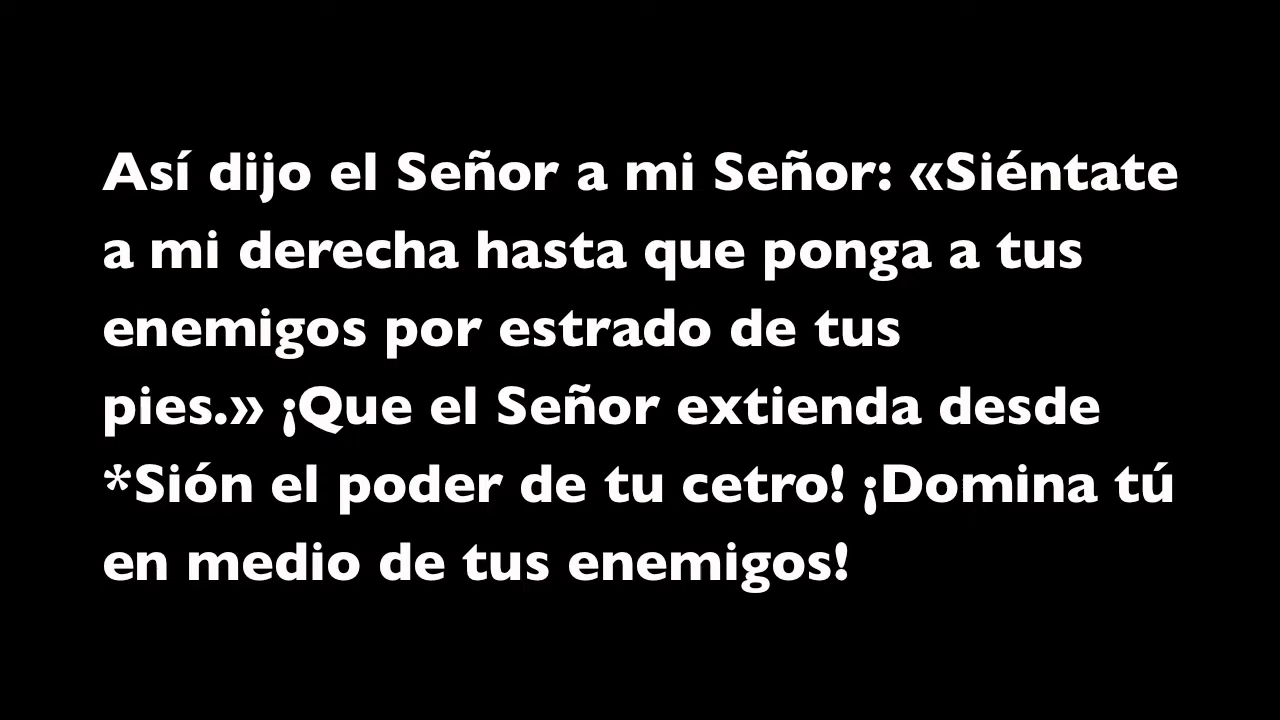 Así dijo el Señor a mi Señor: «Siéntate
a mi derecha hasta que ponga a tus
enemigos por estrado de tus
pies.» ¡Que el Señor extienda desde
*Sión el poder de tu cetro! ¡Domina tú
en medio de tus enemigos!